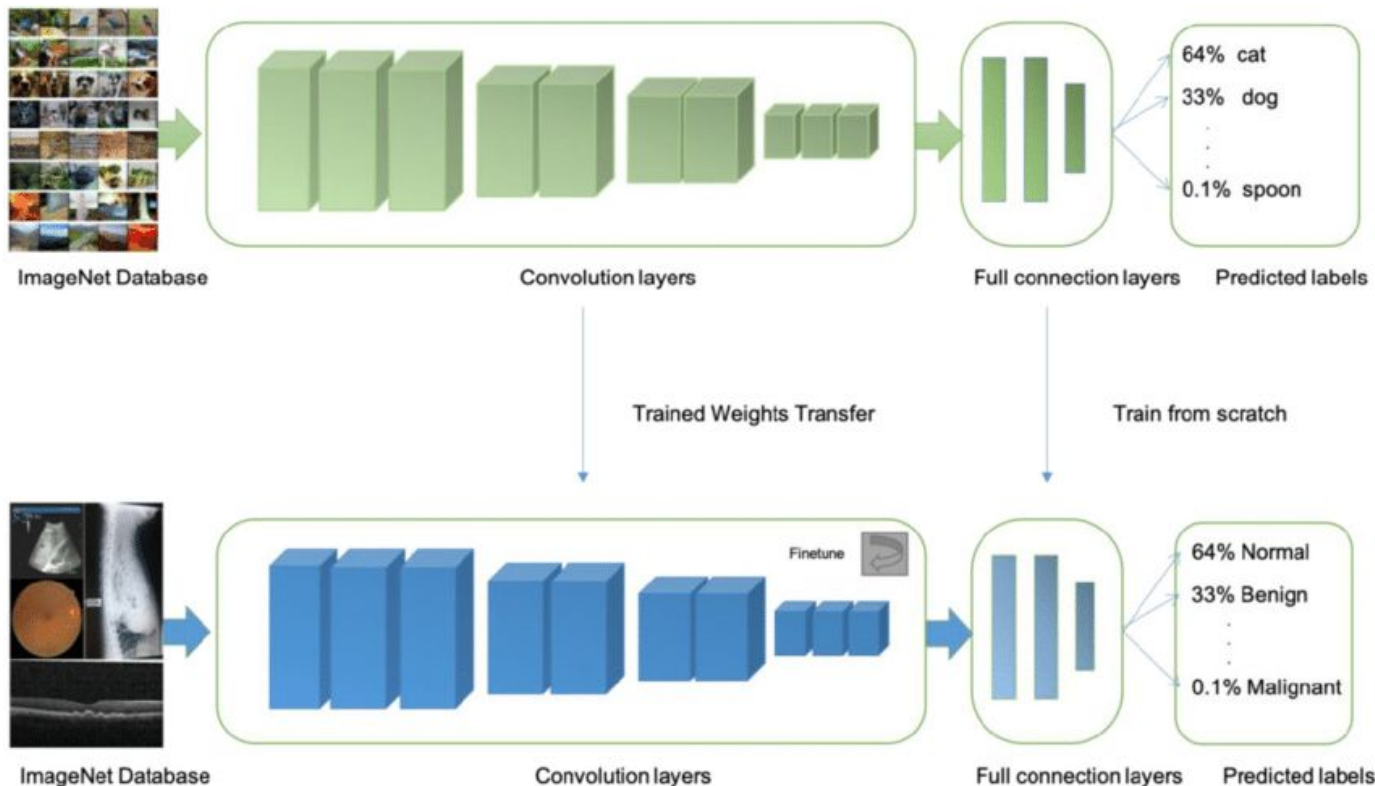 64% cat
33% dog
.
.
.
0.1% spoon
ImageNet Database
Convolution layers
Full connection layers
Predicted labels
Trained Weights Transfer
Train from scratch
Finetune
64% Normal
33% Benign
.
.
.
0.1% Malignant
ImageNet Database
Convolution layers
Full connection layers
Predicted labels